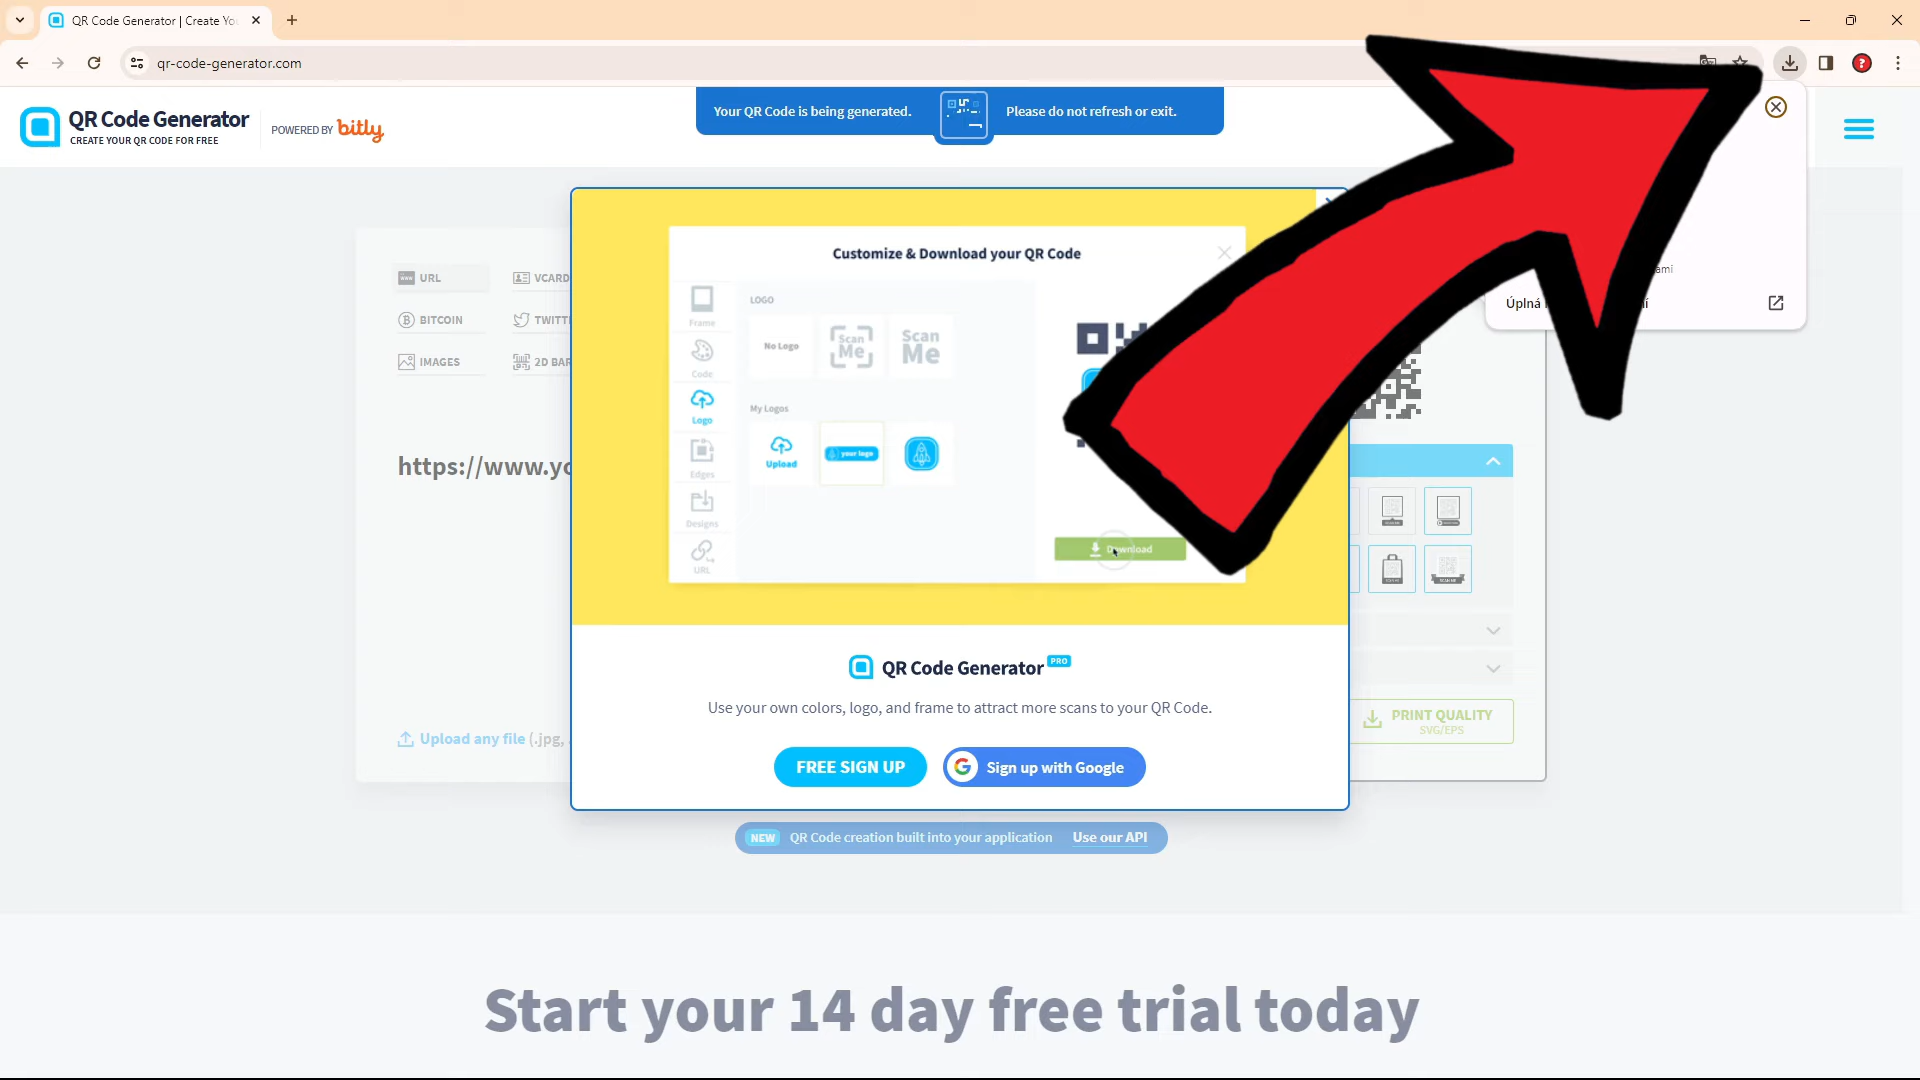 QR Code Generator | Create Yo
qr-code-generator.com
QR Code Generator
CREATE YOUR QR CODE FOR FREE
POWERED BY bitly
Your QR Code is being generated.
Please do not refresh or exit.
Customize & Download your QR Code
URL
VCARD
BITCOIN
IMAGES
2D BAR
https://www.yo
Upload any file (.jpg,
Frame
Code
Logo
Edges
Designs
URL
LOGO
No Logo
Scan
Me
Scan
Me
My Logos
Upload
your logo
Download
Úplná
PRINT QUALITY
SVG/EPS
QR Code Generator PRO
Use your own colors, logo, and frame to attract more scans to your QR Code.
FREE SIGN UP
Sign up with Google
NEW QR Code creation built into your application Use our API
Start your 14 day free trial today